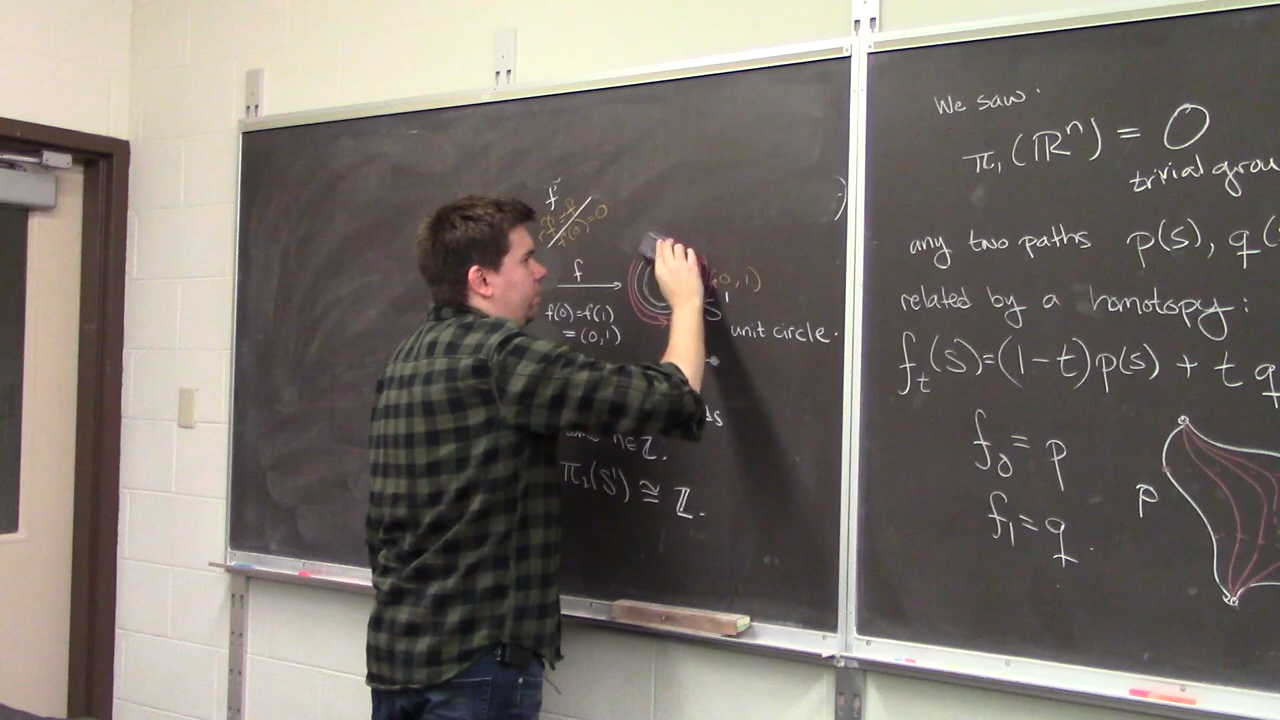 f̃
f(0)=0
f
f(0)=f(1)
=(0,1)
0,1)
S 1
unit circle.
n∈ℤ.
π₁(S¹) ≅ ℤ.
)
We saw:
π₁(ℝⁿ) = 0
trivial grou
any two paths p(s), q(s
related by a homotopy:
fₜ(s)=(1-t)p(s) + t q
f₀ = p
f₁ = q.
p